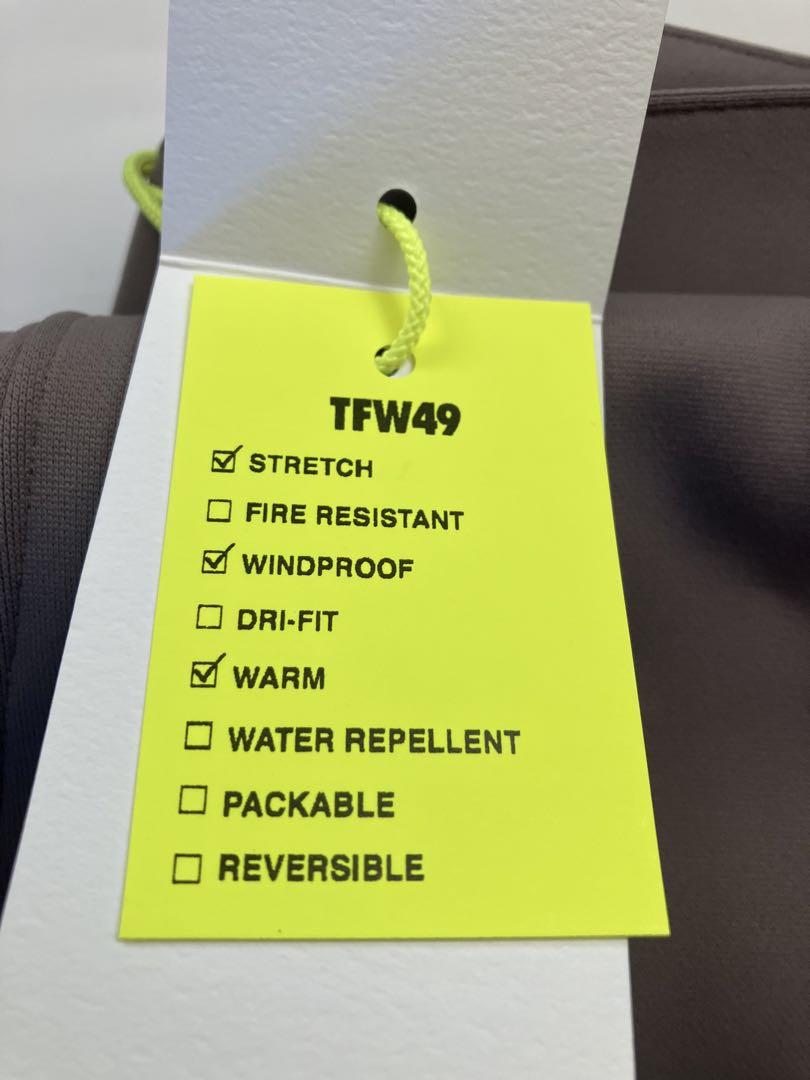 TFW49
☑ STRETCH
☐ FIRE RESISTANT
☑ WINDPROOF
☐ DRI-FIT
☑ WARM
☐ WATER REPELLENT
☐ PACKABLE
☐ REVERSIBLE